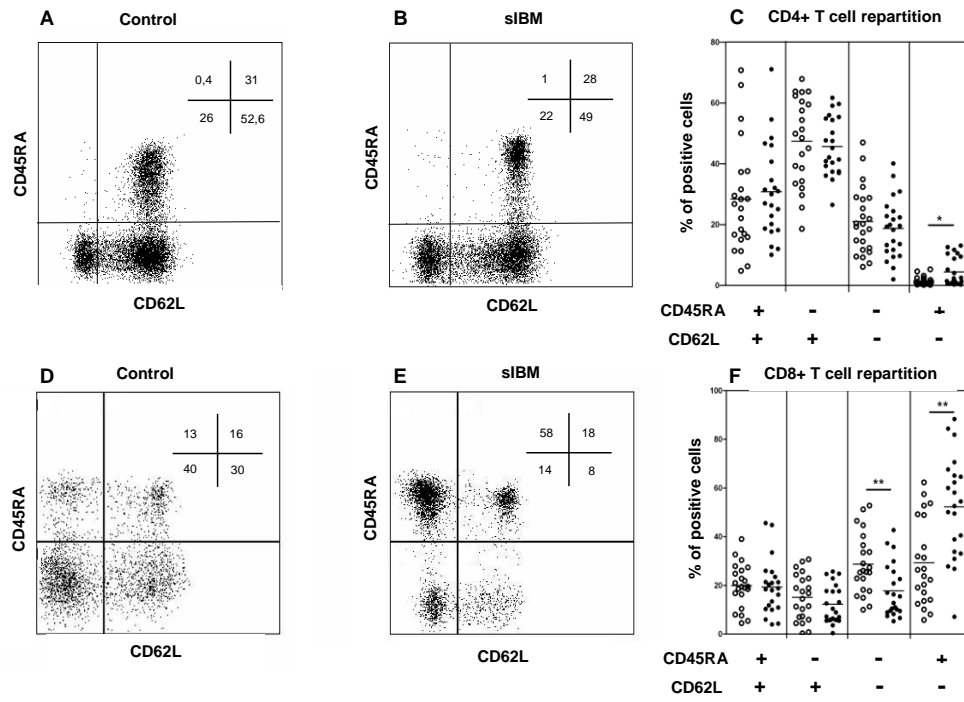 A Control
B sIBM
C CD4+ T cell repartition
0,4 31
26 52,6
1 28
22 49
CD45RA
CD62L
CD45RA
CD62L
% of positive cells
80
60
40
20
0
*
CD45RA + - - +
CD62L + + - -
D Control
E sIBM
F CD8+ T cell repartition
13 16
40 30
58 18
14 8
CD45RA
CD62L
CD45RA
CD62L
% of positive cells
100
80
60
40
20
0
**
**
CD45RA + - - +
CD62L + + - -